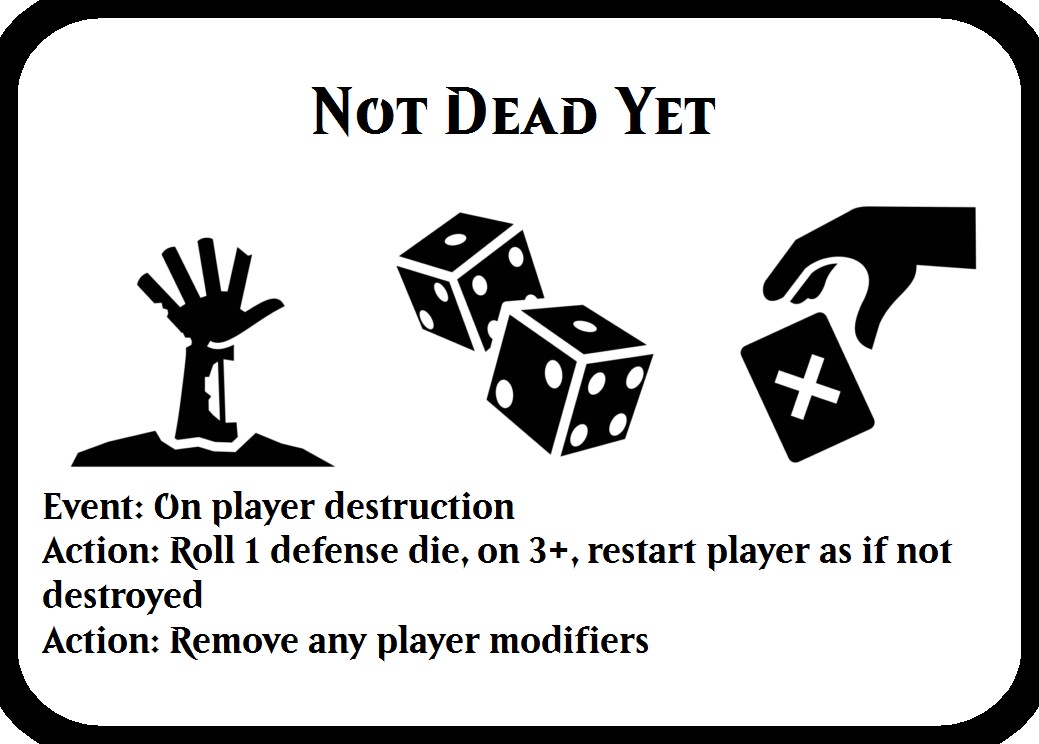 Not Dead Yet
Event: On player destruction
Action: Roll 1 defense die, on 3+, restart player as if not
destroyed
Action: Remove any player modifiers